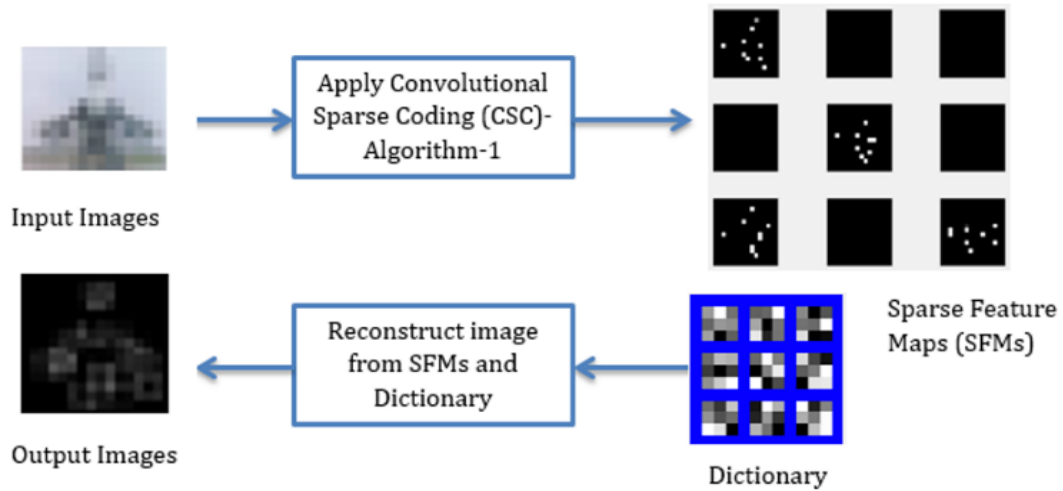 Input Images
Apply Convolutional
Sparse Coding (CSC)-
Algorithm-1
Sparse Feature
Maps (SFMs)
Output Images
Reconstruct image
from SFMs and
Dictionary
Dictionary